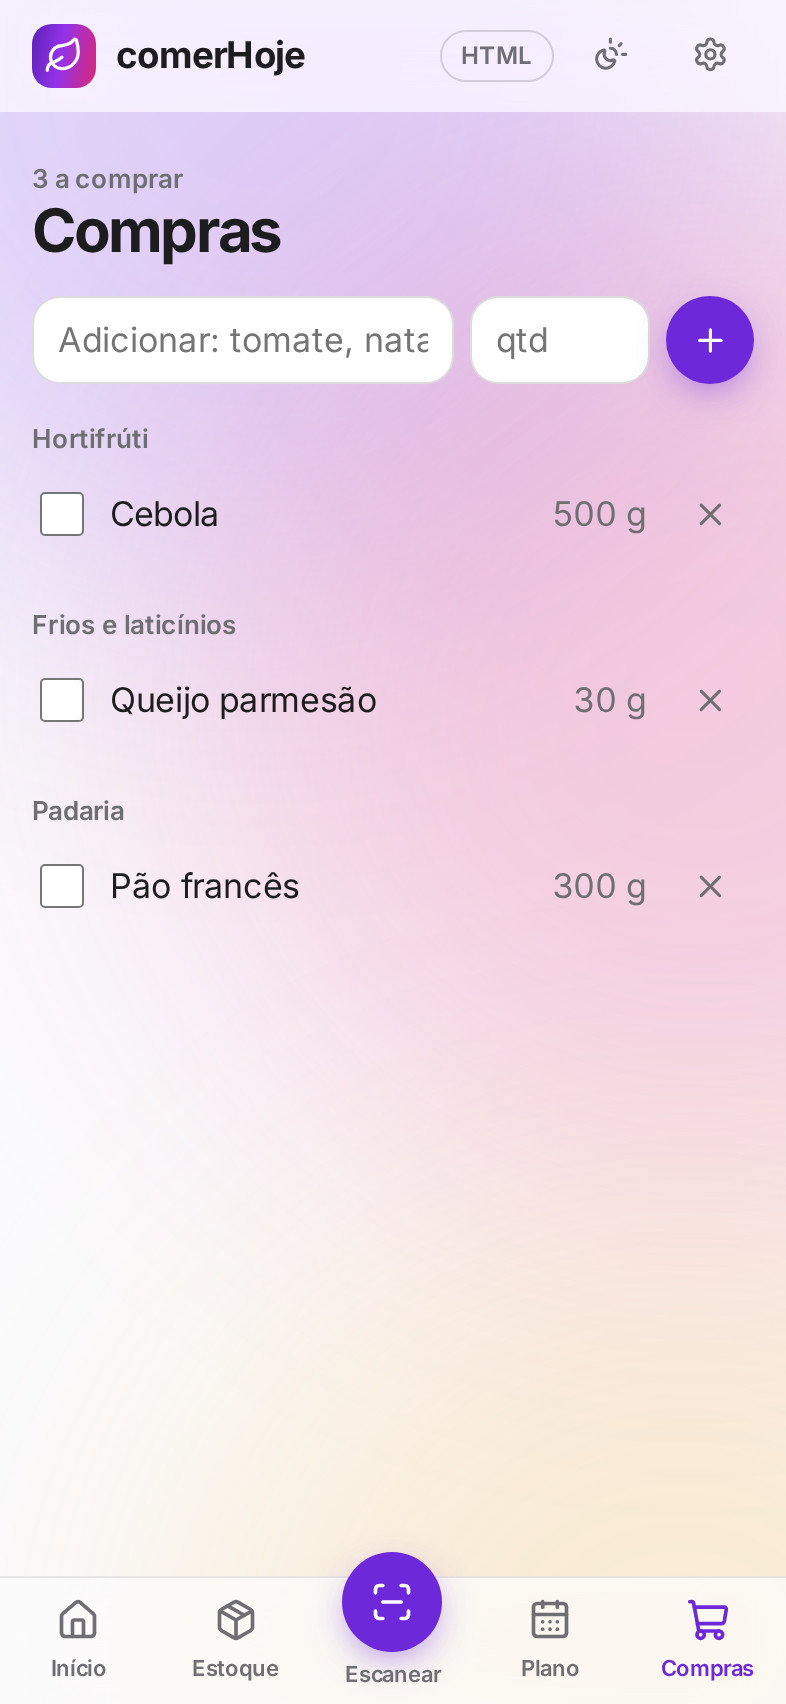 comerHoje
HTML
3 a comprar
Compras
Adicionar: tomate, nata
qtd
Hortifrúti
Cebola
500 g
Frios e laticínios
Queijo parmesão
30 g
Padaria
Pão francês
300 g
Início
Estoque
Escanear
Plano
Compras